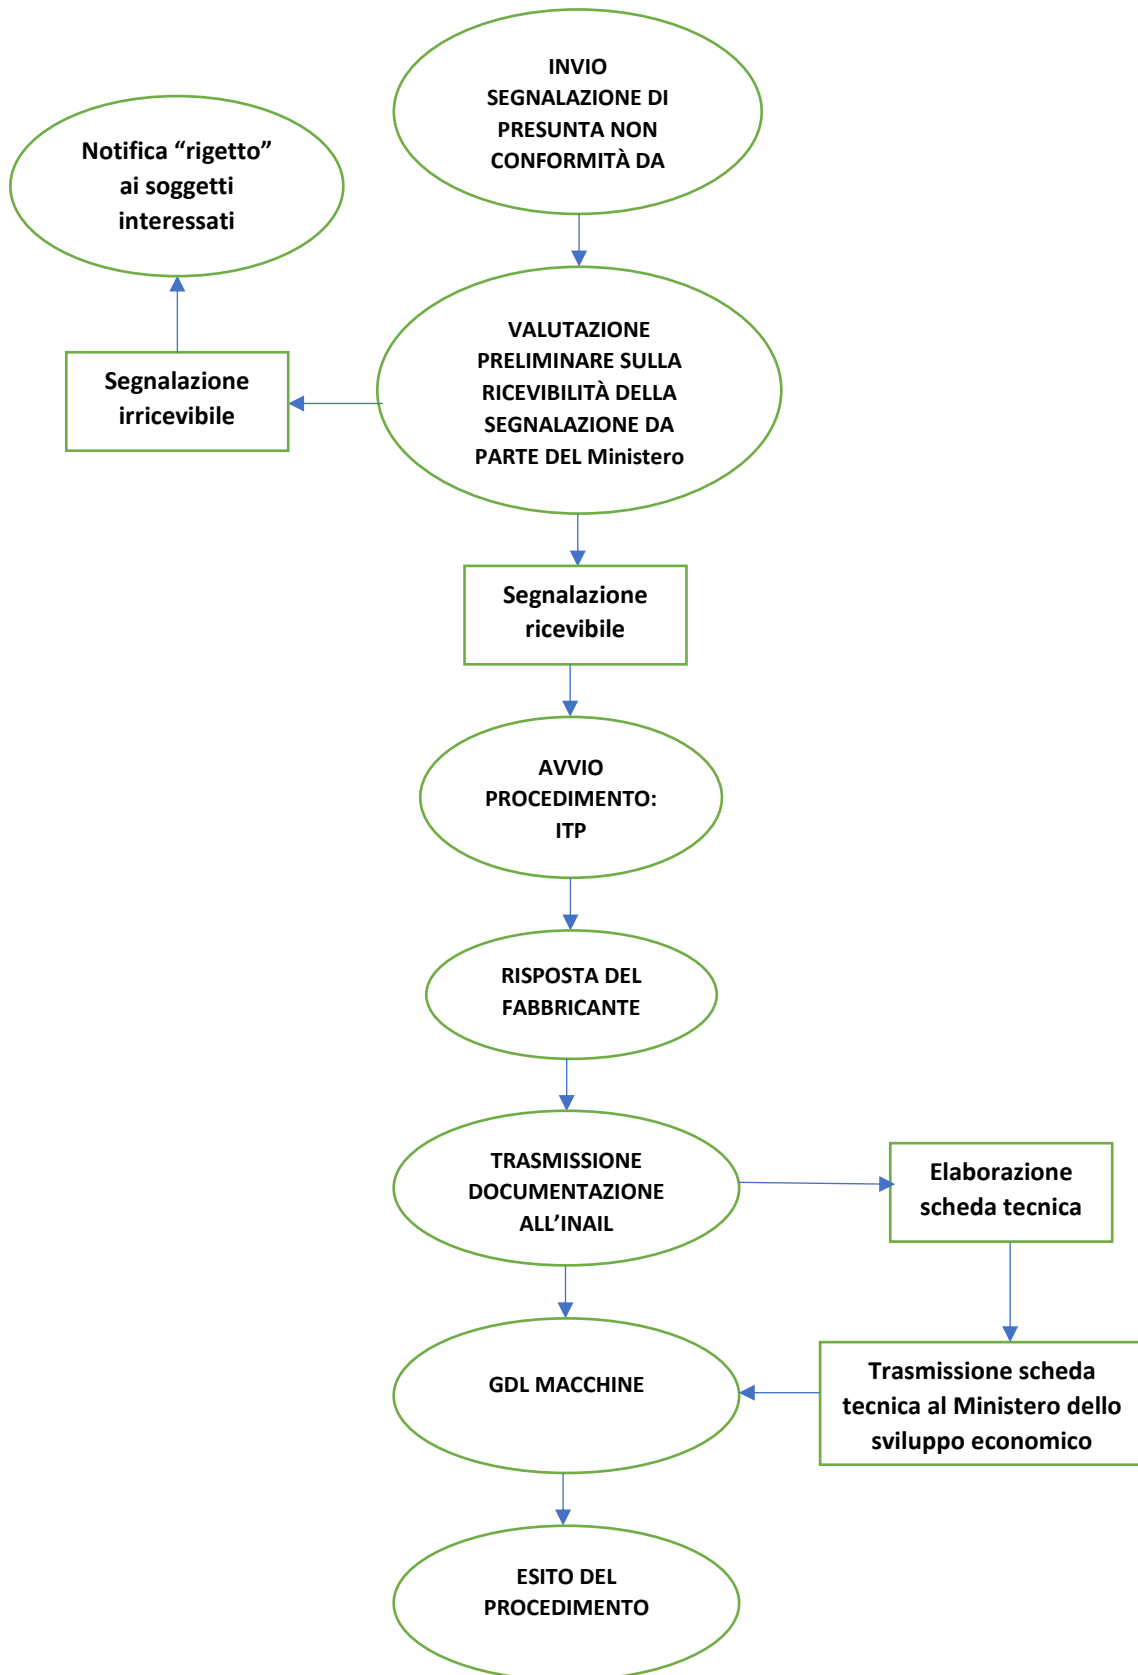 INVIO
SEGNALAZIONE DI
PRESUNTA NON
CONFORMITÀ DA
Notifica “rigetto”
ai soggetti
interessati
VALUTAZIONE
PRELIMINARE SULLA
RICEVIBILITÀ DELLA
SEGNALAZIONE DA
PARTE DEL Ministero
Segnalazione
irricevibile
Segnalazione
ricevibile
AVVIO
PROCEDIMENTO:
ITP
RISPOSTA DEL
FABBRICANTE
TRASMISSIONE
DOCUMENTAZIONE
ALL’INAIL
Elaborazione
scheda tecnica
Trasmissione scheda
tecnica al Ministero dello
sviluppo economico
GDL MACCHINE
ESITO DEL
PROCEDIMENTO